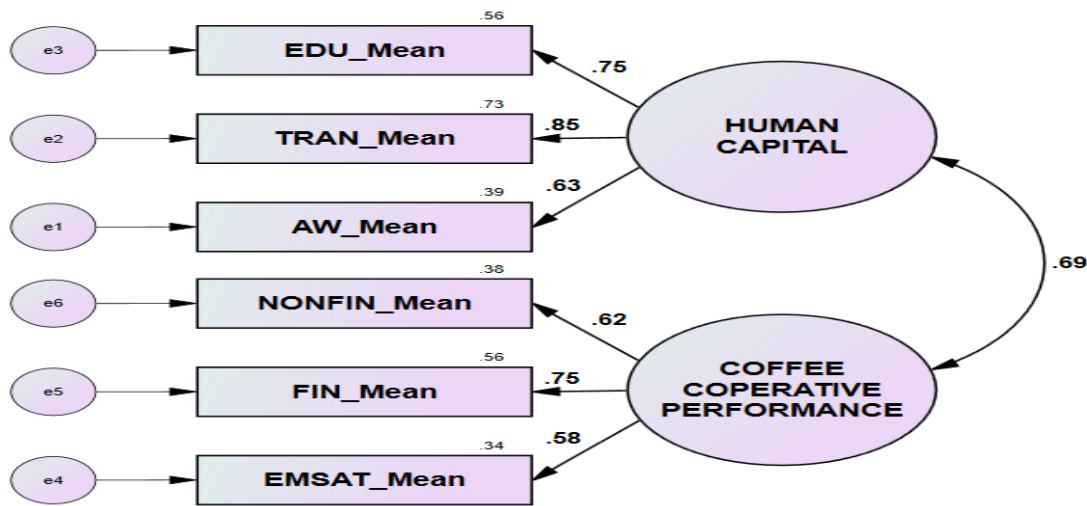 .56
e3
EDU_Mean
.75
.73
e2
TRAN_Mean
.85
HUMAN
CAPITAL
.63
.39
e1
AW_Mean
.69
.38
e6
NONFIN_Mean
.62
.56
e5
FIN_Mean
.75
COFFEE
COPERATIVE
PERFORMANCE
.58
.34
e4
EMSAT_Mean